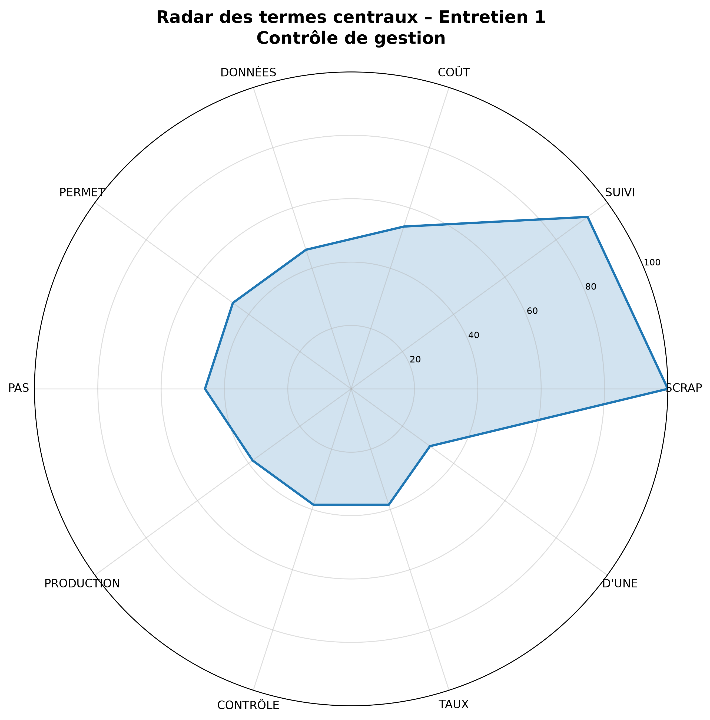 Radar des termes centraux – Entretien 1
Contrôle de gestion
DONNÉES
COÛT
PERMET
SUIVI
100
80
60
40
20
PAS
SCRAP
PRODUCTION
D'UNE
CONTRÔLE
TAUX